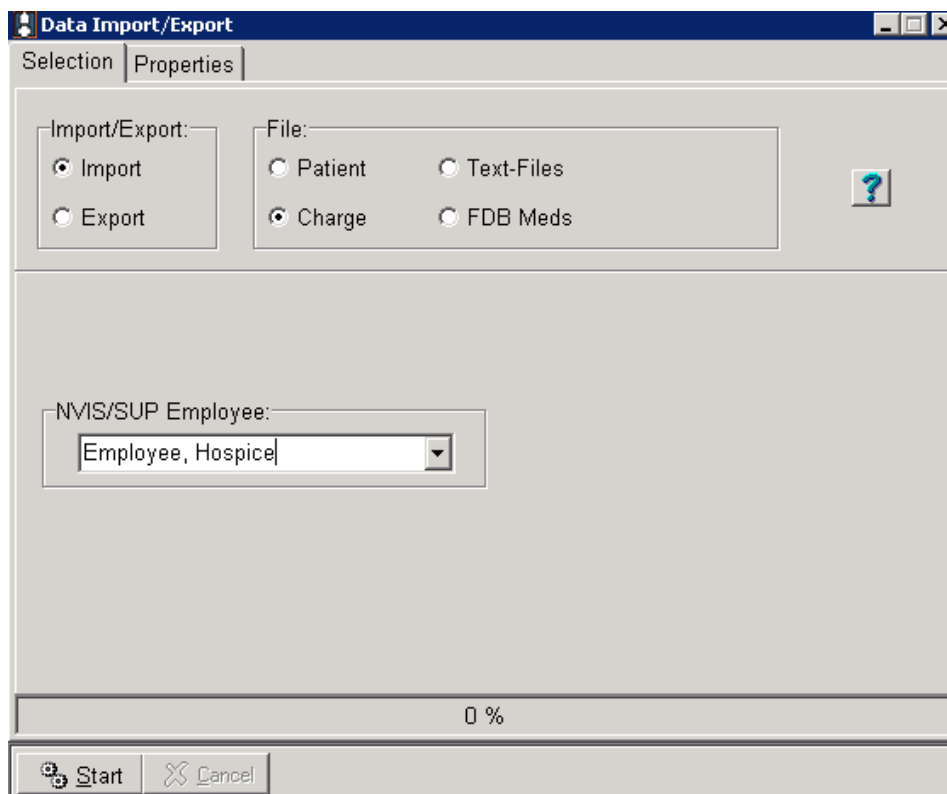 Data Import/Export
Selection Properties
Import/Export: File:
Import Patient Text-Files
Export Charge FDB Meds
?
NVIS/SUP Employee:
Employee, Hospice
0 %
Start Cancel